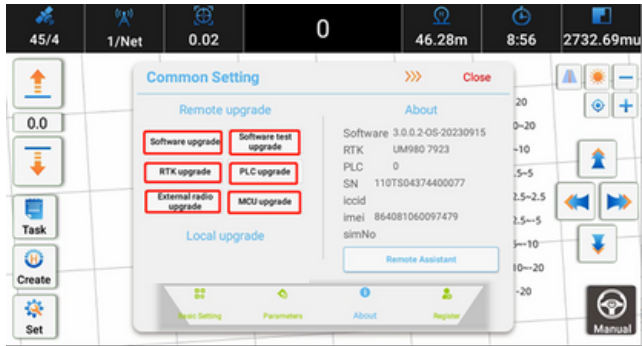 45/4
1/Net
0.02
0
46.28m
8:56
2732.69mu
Common Setting
>>>
Close
Remote upgrade
About
Software upgrade
Software test
upgrade
RTK upgrade
PLC upgrade
External radio
upgrade
MCU upgrade
Local upgrade
Software 3.0.0.2-OS-20230915
RTK UM980 7923
PLC 0
SN 110TS04374400077
iccid
imei 864081060097479
simNo
Remote Assistant
Basic Setting
Parameters
About
Register
0.0
Task
Create
Set
20
0~20
-10
.5~5
2.5~2.5
2.5~-5
5~-10
10~-20
-20
Manual